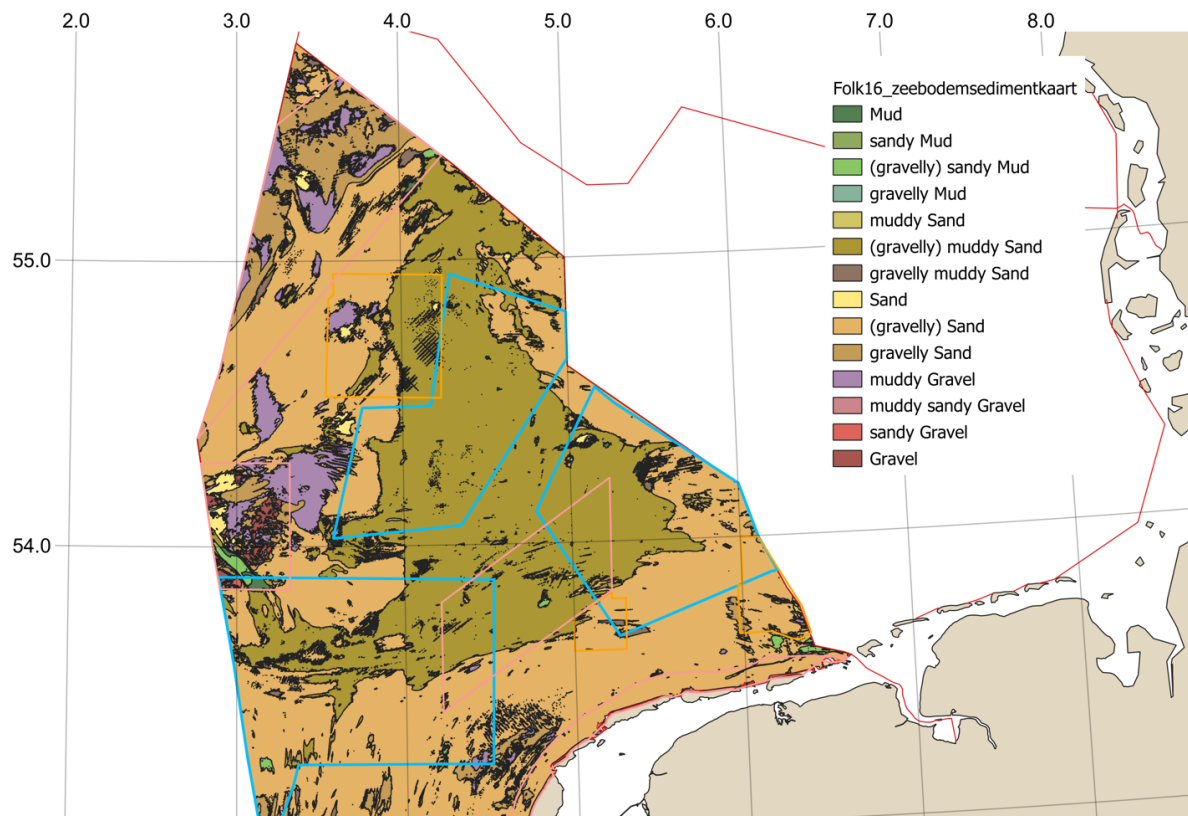 2.0 3.0 4.0 5.0 6.0 7.0 8.0
Folk16_zeebodemsedimentkaart
Mud
sandy Mud
(gravelly) sandy Mud
gravelly Mud
muddy Sand
(gravelly) muddy Sand
gravelly muddy Sand
Sand
(gravelly) Sand
gravelly Sand
muddy Gravel
muddy sandy Gravel
sandy Gravel
Gravel
55.0
54.0